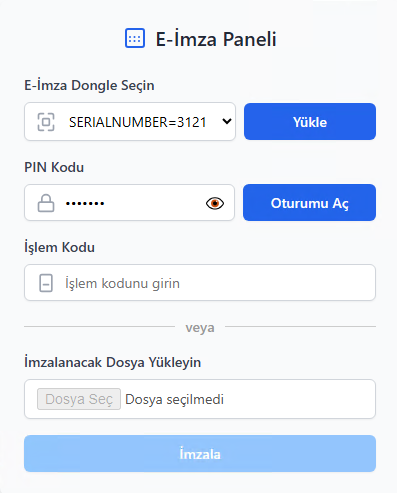 E-İmza Paneli
E-İmza Dongle Seçin
SERIALNUMBER=3121
Yükle
PIN Kodu
•••••••
Oturumu Aç
İşlem Kodu
İşlem kodunu girin
veya
İmzalanacak Dosya Yükleyin
Dosya Seç Dosya seçilmedi
İmzala